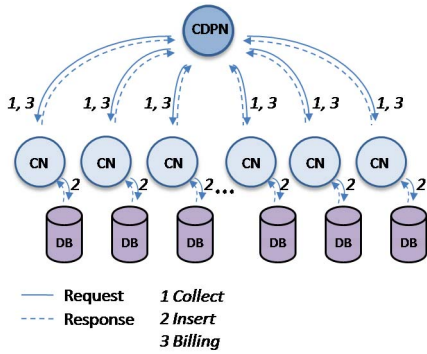 CDPN
1, 3 1, 3 1, 3 1, 3 1, 3 1, 3
CN CN CN CN CN CN
2 2 2 ... 2 2 2
DB DB DB DB DB DB
Request 1 Collect
Response 2 Insert
3 Billing